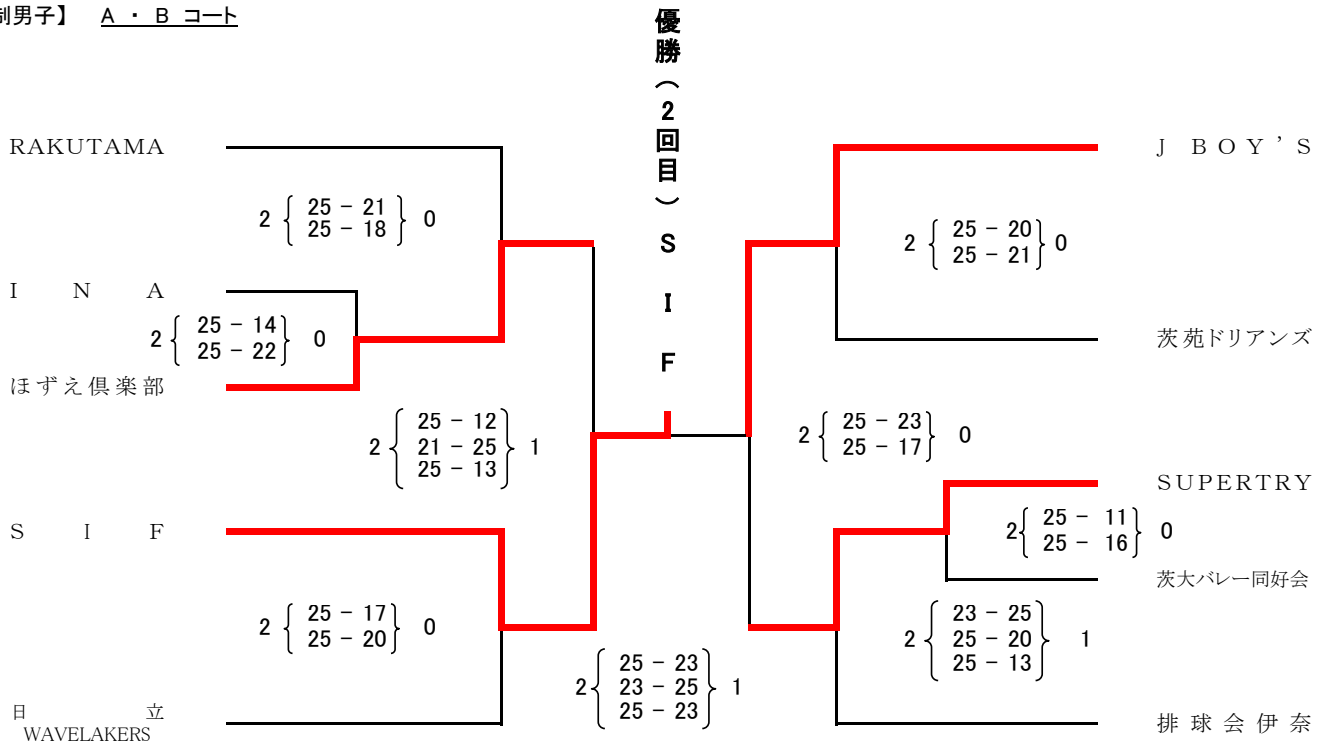 制男子】 A ・ B コート
優勝（2回目）SIF
RAKUTAMA
2 { 25 - 21 } 0
25 - 18
I N A
2 { 25 - 14 } 0
25 - 22
ほずえ倶楽部
2 { 25 - 12 } 1
21 - 25
25 - 13
S I F
2 { 25 - 17 } 0
25 - 20
日 立
WAVELAKERS
2 { 25 - 23 } 1
23 - 25
25 - 23
J BOY'S
2 { 25 - 20 } 0
25 - 21
茨苑ドリアンズ
2 { 25 - 23 } 0
25 - 17
SUPERTRY
2 { 25 - 11 } 0
25 - 16
茨大バレー同好会
2 { 23 - 25 } 1
25 - 20
25 - 13
排球会伊奈